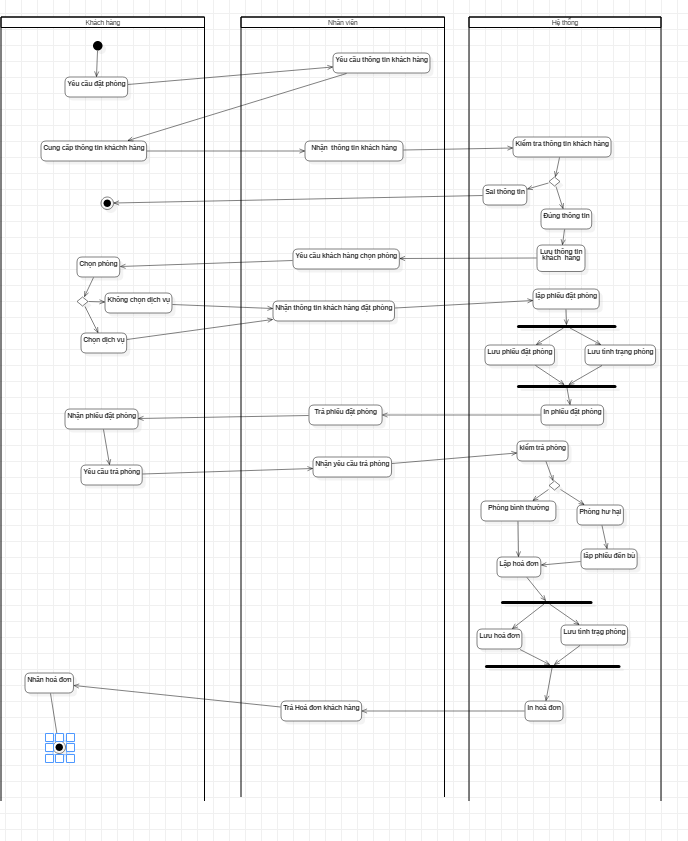 Khách hàng
Nhân viên
Hệ thống
Yêu cầu đặt phòng
Yêu cầu thông tin khách hàng
Cung cấp thông tin kháchh hàng
Nhận thông tin khách hàng
Kiểm tra thông tin khách hàng
Sai thông tin
Đúng thông tin
Lưu thông tin
khách hàng
Yêu cầu khách hàng chọn phòng
Chọn phòng
Không chọn dịch vụ
Chọn dịch vụ
Nhận thông tin khách hàng đặt phòng
lập phiếu đặt phòng
Lưu phiếu đặt phòng
Lưu tình trạng phòng
In phiếu đặt phòng
Trả phiếu đặt phòng
Nhận phiếu đặt phòng
Yêu cầu trả phòng
Nhận yêu cầu trả phòng
kiểm trả phòng
Phòng bình thường
Phòng hư hại
lập phiếu đền bù
Lập hoá đơn
Lưu hoá đơn
Lưu tình trạg phòng
In hoá đơn
Trả Hoá đơn khách hàng
Nhận hoá đơn